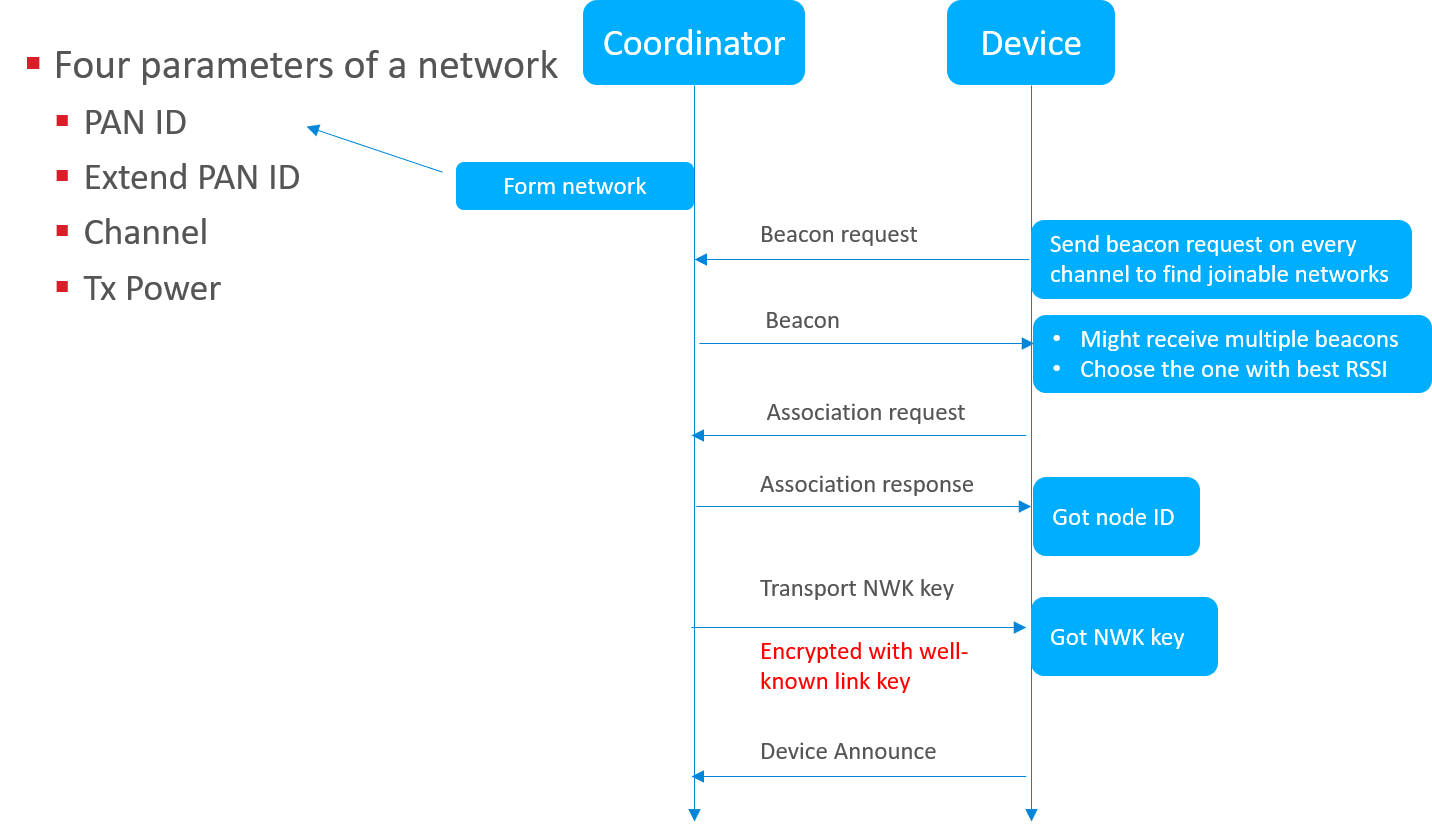 Four parameters of a network
PAN ID
Extend PAN ID
Channel
Tx Power
Coordinator
Device
Form network
Beacon request
Send beacon request on every
channel to find joinable networks
Beacon
• Might receive multiple beacons
• Choose the one with best RSSI
Association request
Association response
Got node ID
Transport NWK key
Got NWK key
Encrypted with well-
known link key
Device Announce